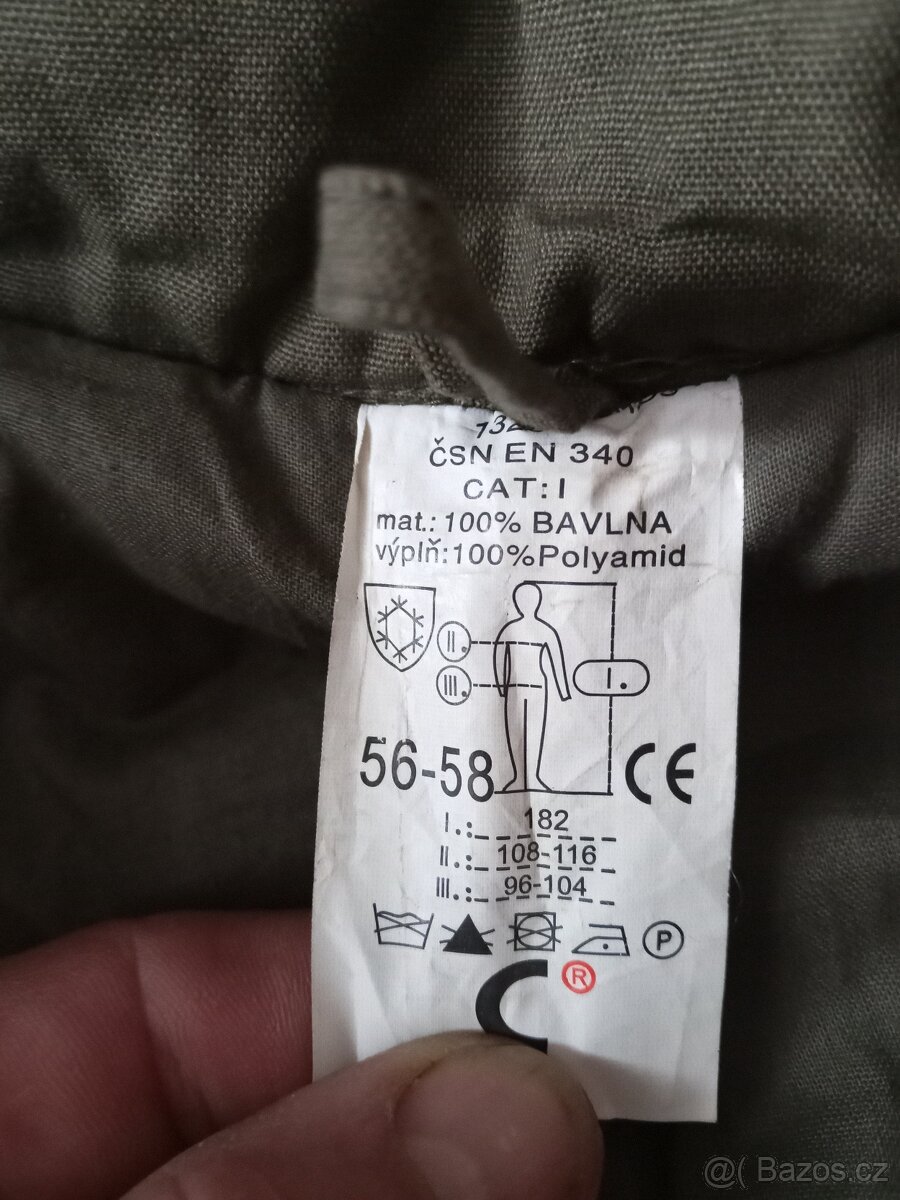 ČSN EN 340
CAT: I
mat.: 100% BAVLNA
výplň: 100% Polyamid
II.
III.
I.
56-58
CE
I.: 182
II.: 108-116
III.: 96-104
P
®
@( Bazos.cz